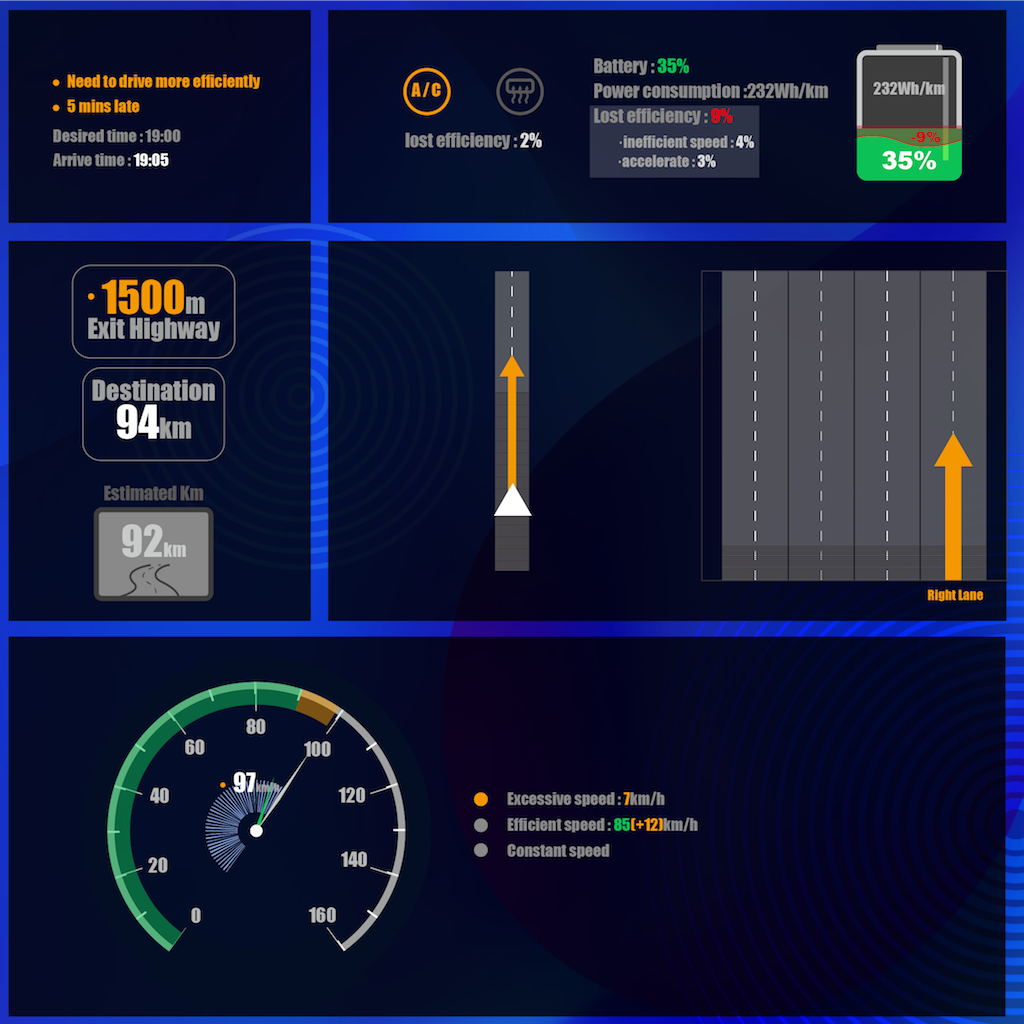 • Need to drive more efficiently
• 5 mins late
Desired time : 19:00
Arrive time : 19:05
A/C
lost efficiency : 2%
Battery : 35%
Power consumption :232Wh/km
Lost efficiency : 9%
·inefficient speed : 4%
·accelerate : 3%
232Wh/km
-9%
35%
• 1500m
Exit Highway
Destination
94km
Estimated Km
92km
Right Lane
80
60
100
97km/h
40
120
20
140
0
160
Excessive speed : 7km/h
Efficient speed : 85(+12)km/h
Constant speed